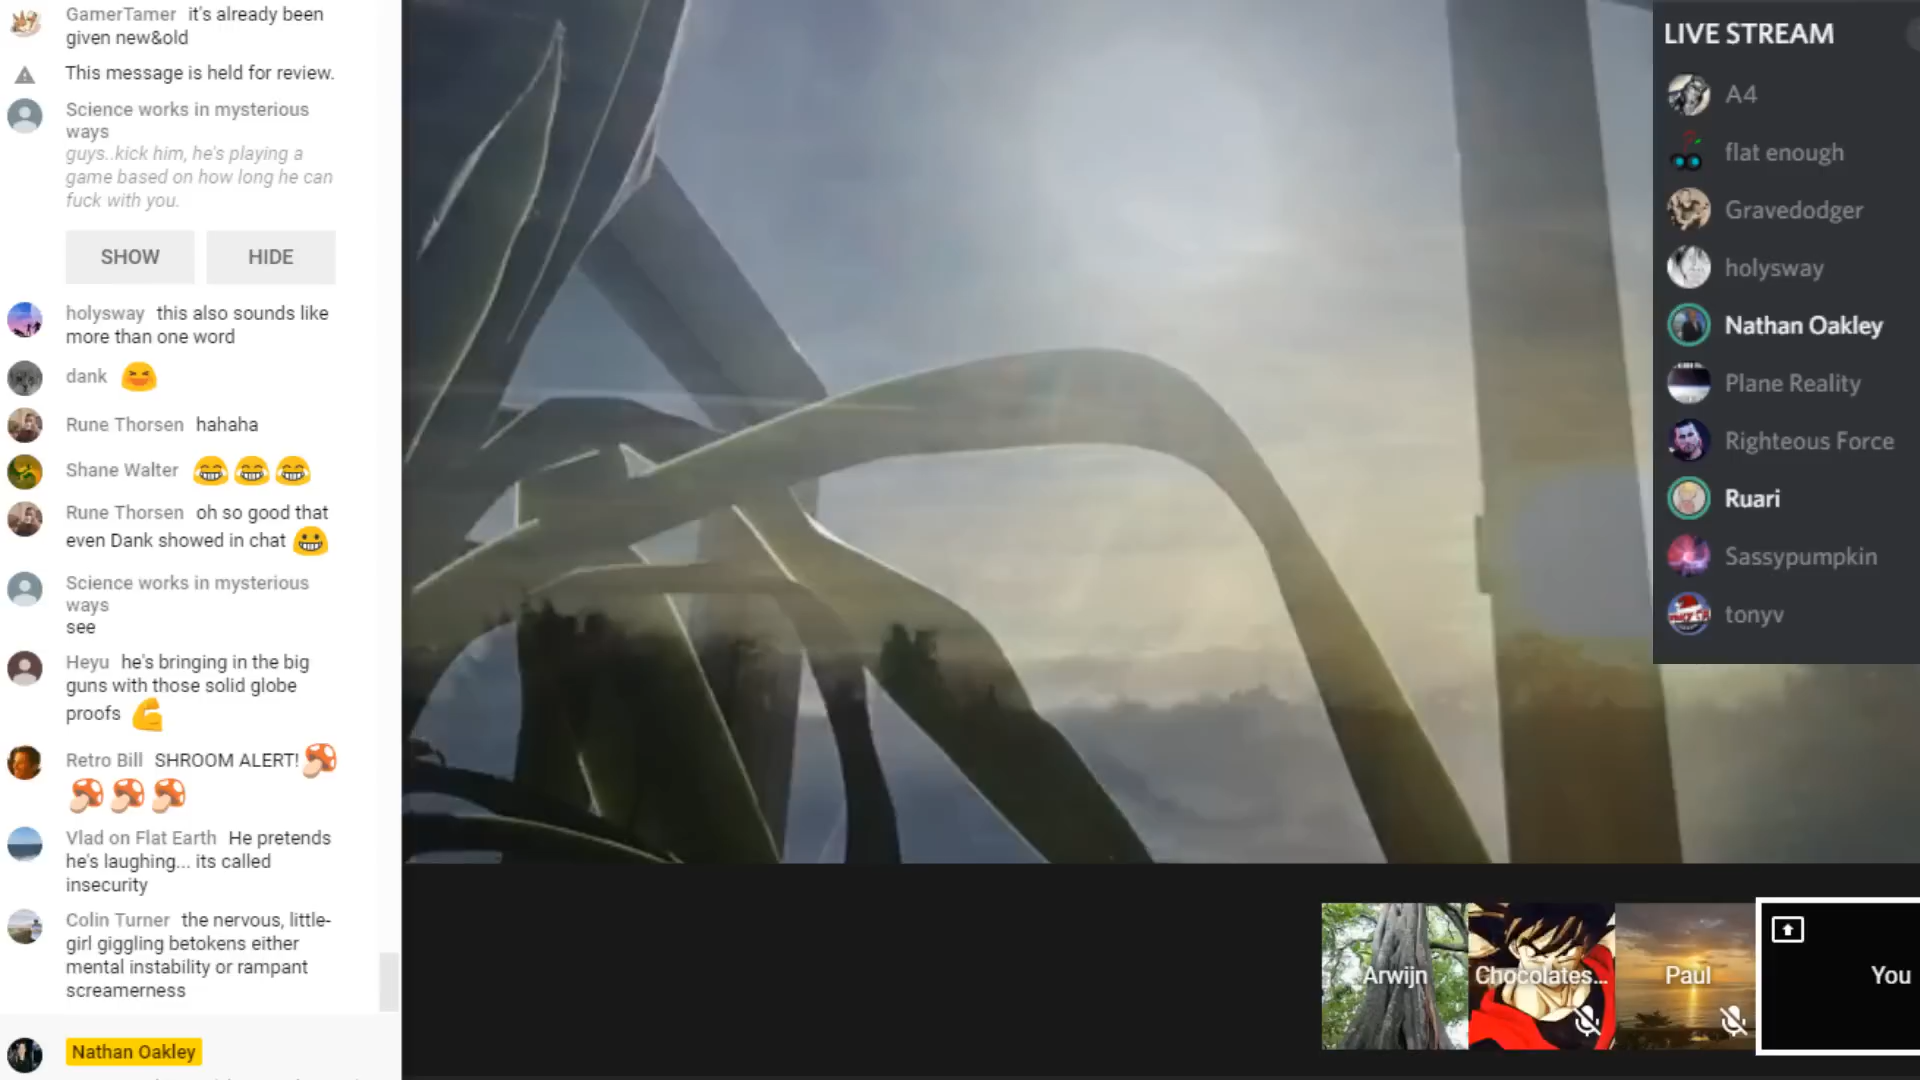 GamerTamer it's already been
given new&old
This message is held for review.
Science works in mysterious
ways
guys..kick him, he's playing a
game based on how long he can
fuck with you.
SHOW HIDE
holysway this also sounds like
more than one word
dank
Rune Thorsen hahaha
Shane Walter
Rune Thorsen oh so good that
even Dank showed in chat
Science works in mysterious
ways
see
Heyu he's bringing in the big
guns with those solid globe
proofs
Retro Bill SHROOM ALERT!
Vlad on Flat Earth He pretends
he's laughing... its called
insecurity
Colin Turner the nervous, little-
girl giggling betokens either
mental instability or rampant
screamerness
Nathan Oakley
LIVE STREAM
A4
flat enough
Gravedodger
holysway
Nathan Oakley
Plane Reality
Righteous Force
Ruari
Sassypumpkin
tonyv
Arwijn
Chocolates...
Paul
You